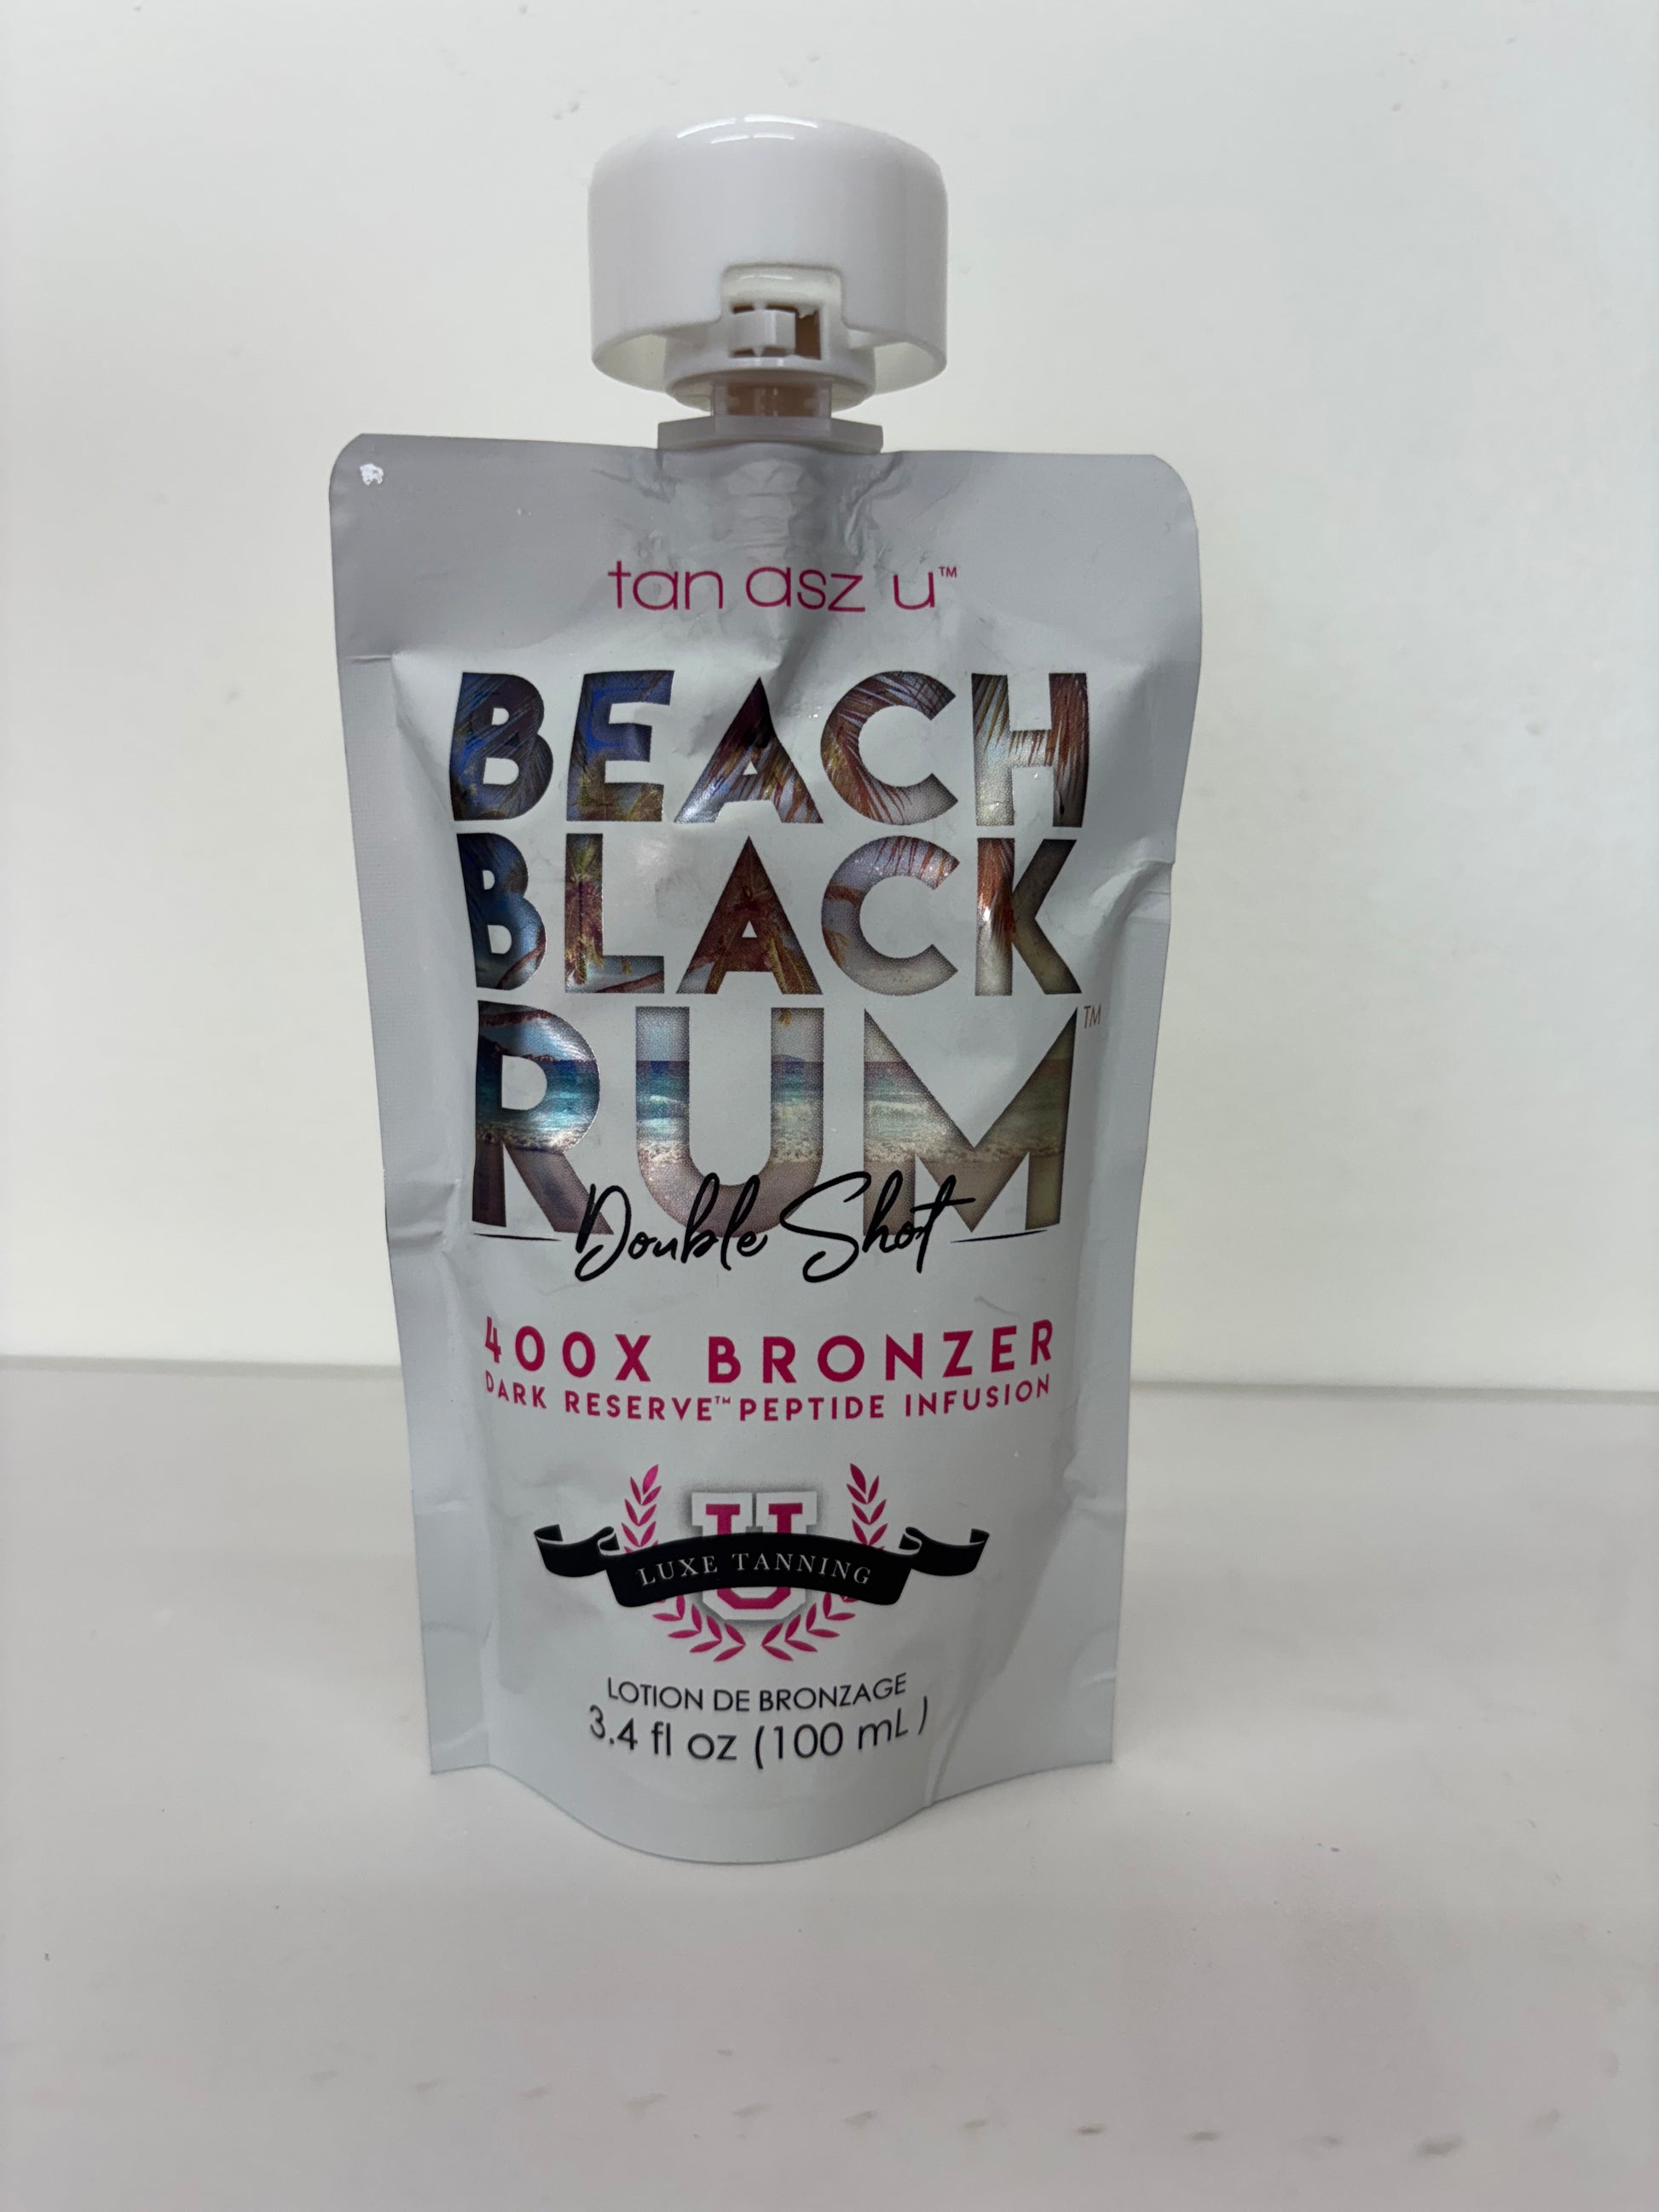 tan asz u™
BEACH
BLACK
RUM™
Double Shot
400X BRONZER
DARK RESERVE™ PEPTIDE INFUSION
U
LUXE TANNING
LOTION DE BRONZAGE
3.4 fl oz (100 mL)